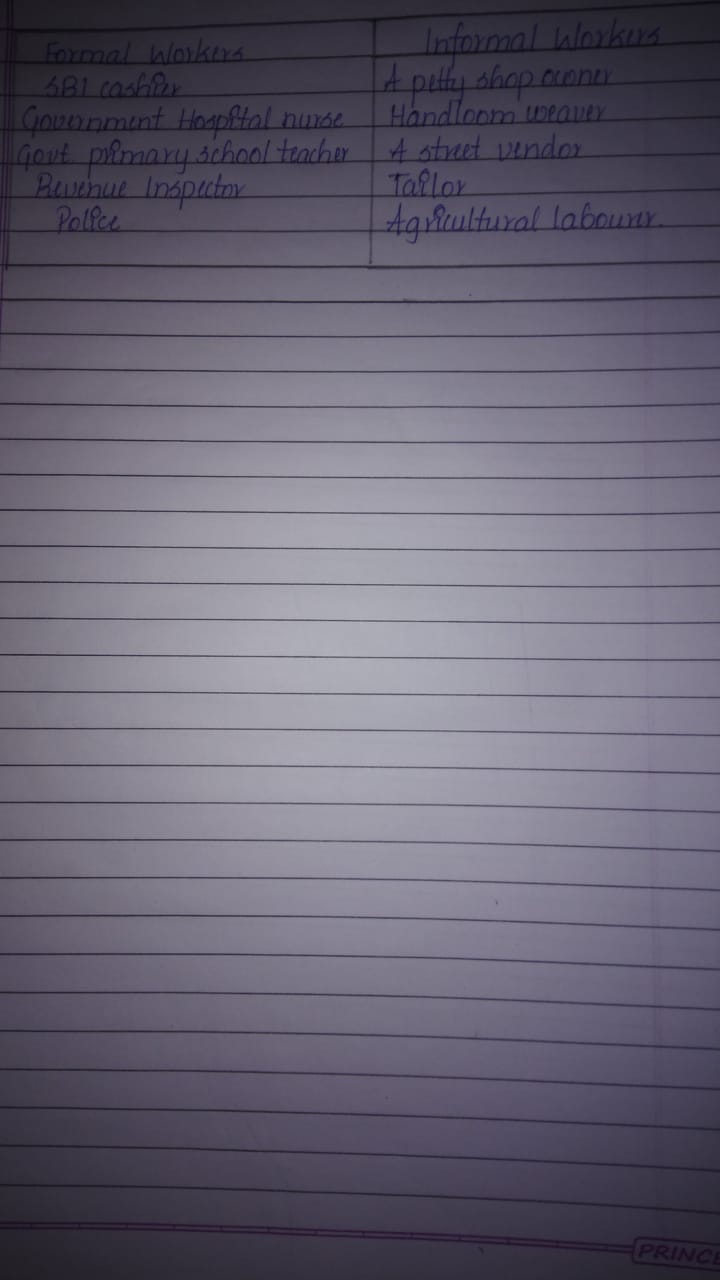 Formal Workers | Informal Workers
SBI cashier | A petty shop owner
Government Hospital nurse | Handloom weaver
Govt primary school teacher | A street vendor
Revenue Inspector | Tailor
Police | Agricultural labourer.
PRINC